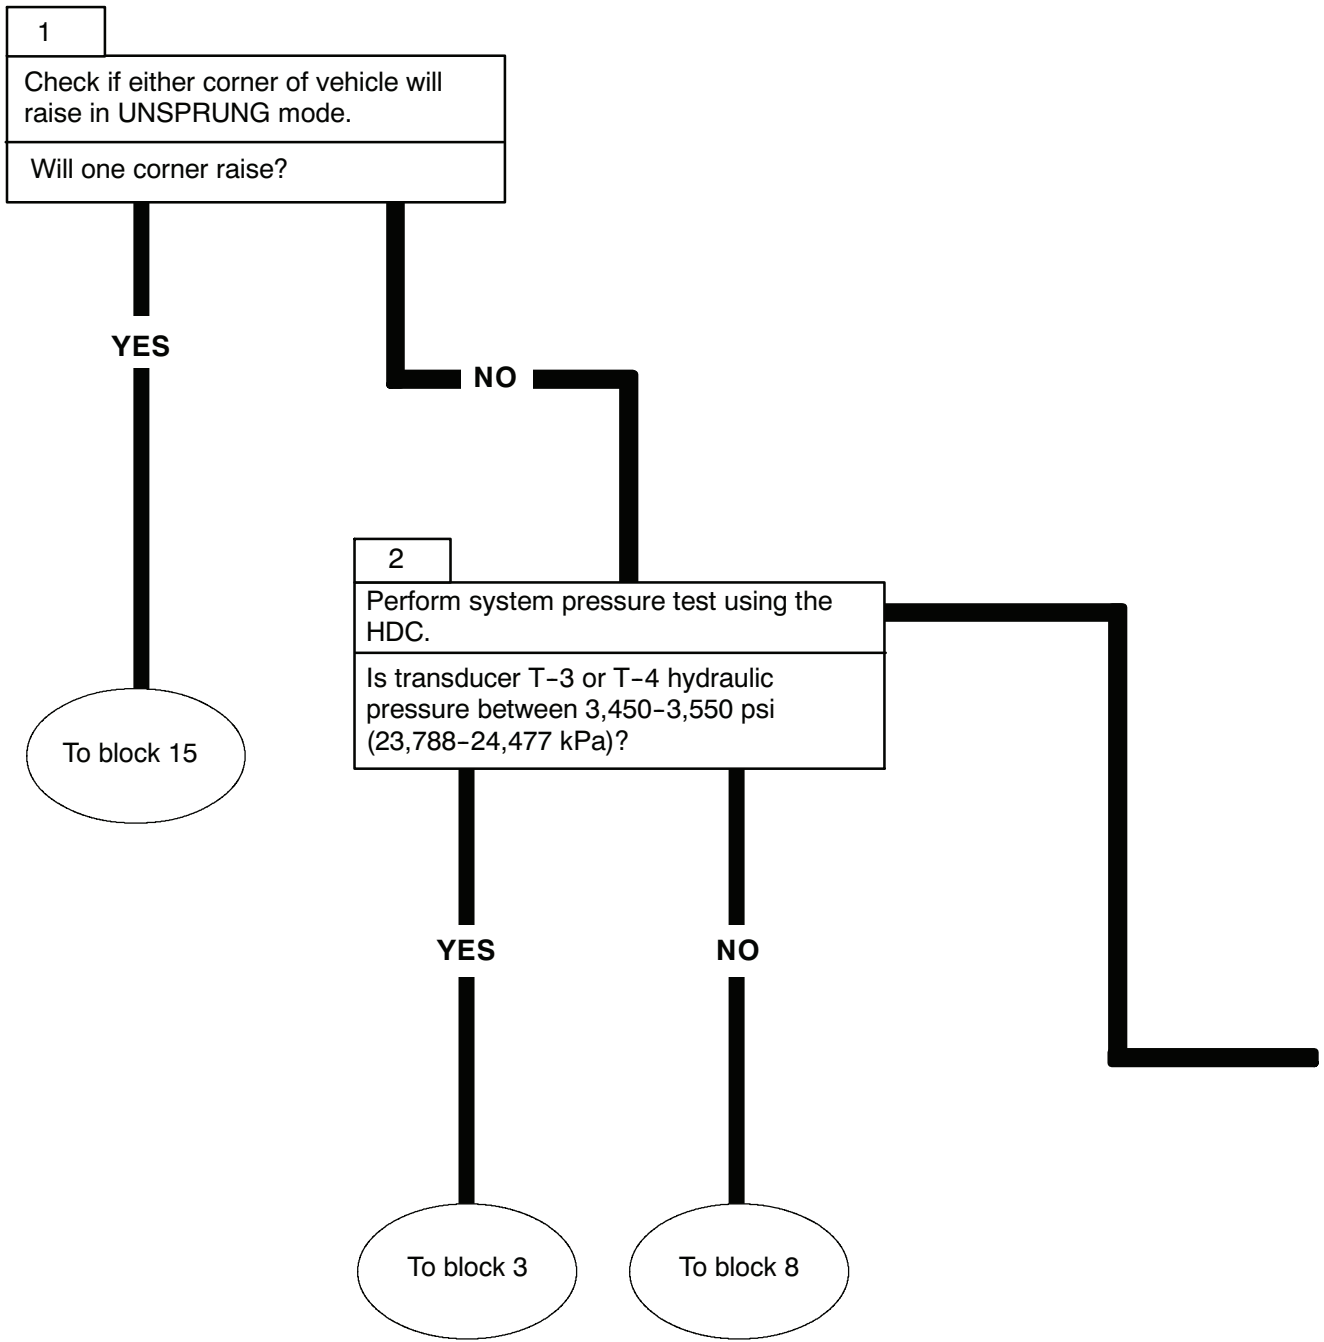 1
Check if either corner of vehicle will
raise in UNSPRUNG mode.
Will one corner raise?
YES
NO
To block 15
2
Perform system pressure test using the
HDC.
Is transducer T-3 or T-4 hydraulic
pressure between 3,450-3,550 psi
(23,788-24,477 kPa)?
YES
NO
To block 3
To block 8